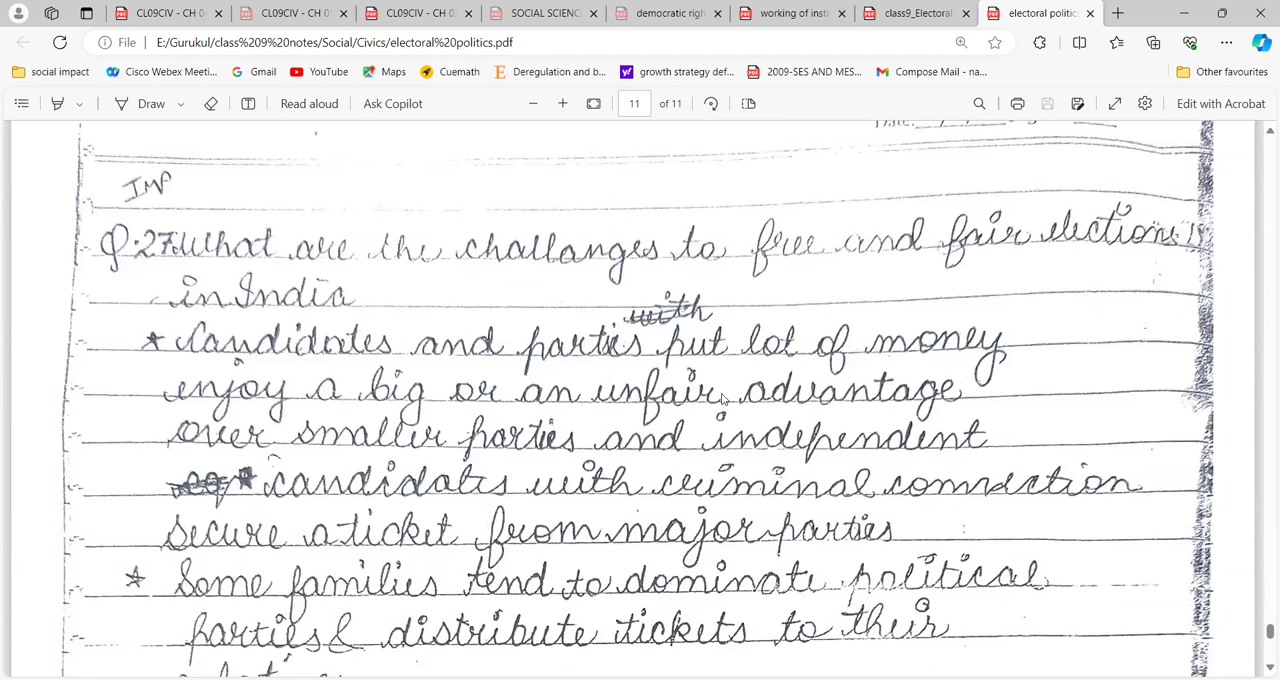 CL09CIV - CH 04
CL09CIV - CH 0
CL09CIV - CH 0
SOCIAL SCIENC
democratic righ
working of insti
class9_Electoral
electoral politic
File
E:/Gurukul/class%209%20notes/Social/Civics/electoral%20politics.pdf
social impact
Cisco Webex Meeti...
Gmail
YouTube
Maps
Cuemath
Deregulation and b...
growth strategy def...
2009-SES AND MES...
Compose Mail - na...
Other favourites
Draw
Read aloud
Ask Copilot
11
of 11
Edit with Acrobat
Date:
IMP
Q.27. What are the challanges to free and fair elections
in India
with
* Candidates and parties put lot of money
enjoy a big or an unfair advantage
over smaller parties and independent
* candidates with criminal connection
secure a ticket from major parties
* Some families tend to dominate political
parties & distribute tickets to their